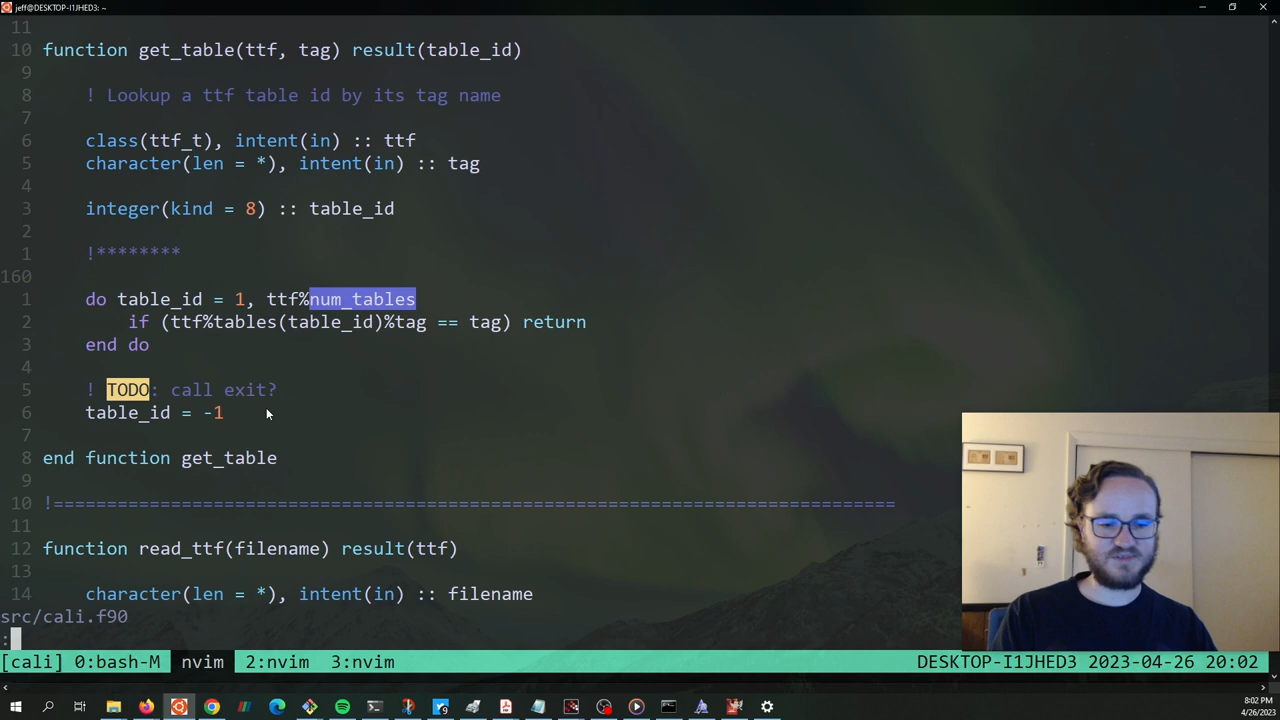 jeff@DESKTOP-I1JHED3: ~
11
10 function get_table(ttf, tag) result(table_id)
9
8 ! Lookup a ttf table id by its tag name
7
6 class(ttf_t), intent(in) :: ttf
5 character(len = *), intent(in) :: tag
4
3 integer(kind = 8) :: table_id
2
1 !********
160
1 do table_id = 1, ttf%num_tables
2 if (ttf%tables(table_id)%tag == tag) return
3 end do
4
5 ! TODO: call exit?
6 table_id = -1
7
8 end function get_table
9
10 !===============================================================================
11
12 function read_ttf(filename) result(ttf)
13
14 character(len = *), intent(in) :: filename
src/cali.f90
:
[cali] 0:bash-M nvim 2:nvim 3:nvim DESKTOP-I1JHED3 2023-04-26 20:02
8:02 PM
4/26/2023